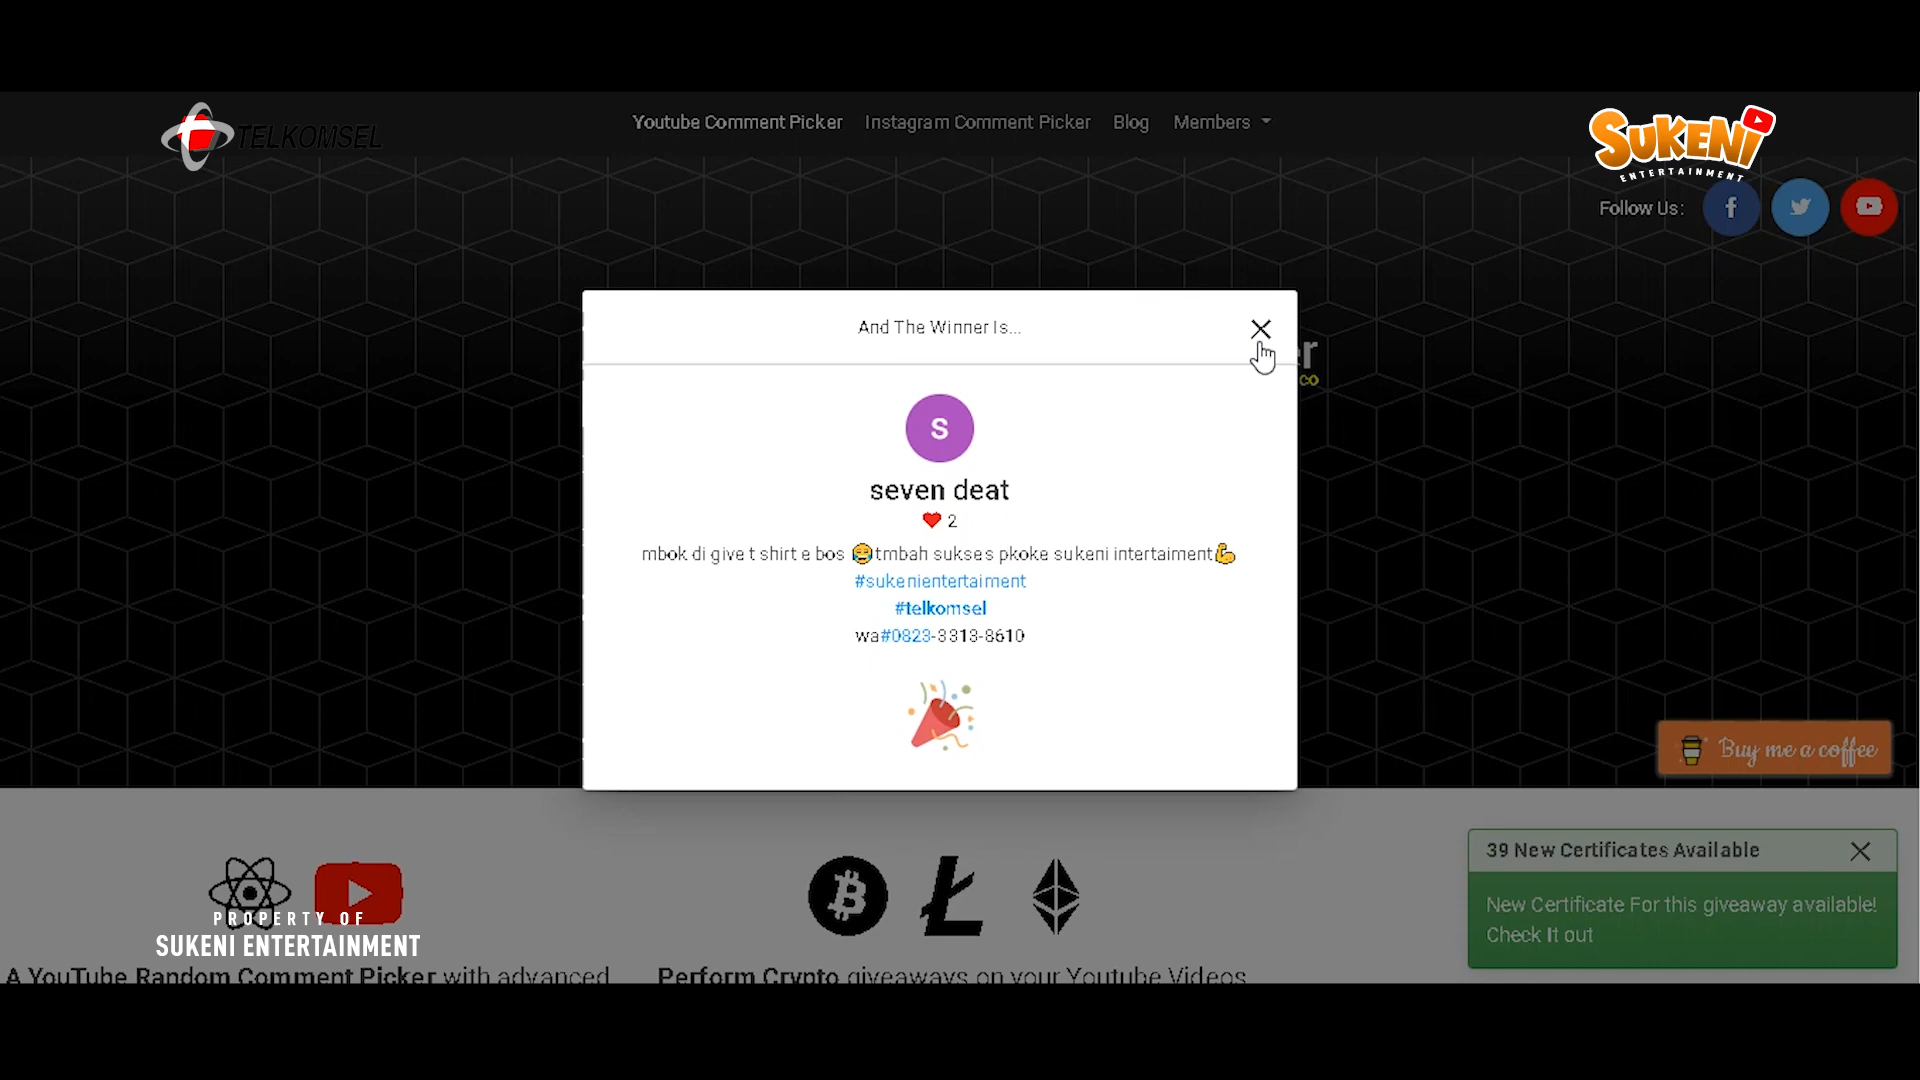 TELKOMSEL
Youtube Comment Picker Instagram Comment Picker Blog Members
SUKENI
ENTERTAINMENT
Follow Us:
And The Winner Is...
er
co
S
seven deat
2
mbok di give t shirt e bos 😂tmbah sukses pkoke sukeni intertaiment💪
#sukenientertaiment
#telkomsel
wa#0823-3313-8610
Buy me a coffee
39 New Certificates Available
New Certificate For this giveaway available!
Check It out
PROPERTY OF
SUKENI ENTERTAINMENT
A YouTube Random Comment Picker with advanced
Perform Crypto giveaways on your Youtube Videos